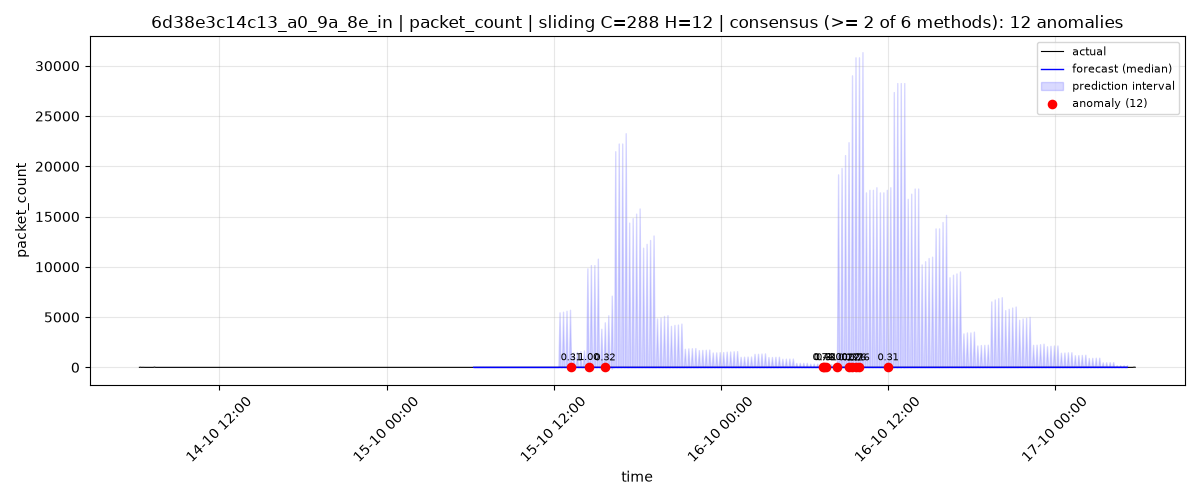 6d38e3c14c13_a0_9a_8e_in | packet_count | sliding C=288 H=12 | consensus (>= 2 of 6 methods): 12 anomalies
actual
forecast (median)
prediction interval
anomaly (12)
packet_count
30000
25000
20000
15000
10000
5000
0
0.31
1.00
0.32
0.31
14-10 12:00
15-10 00:00
15-10 12:00
16-10 00:00
16-10 12:00
17-10 00:00
time